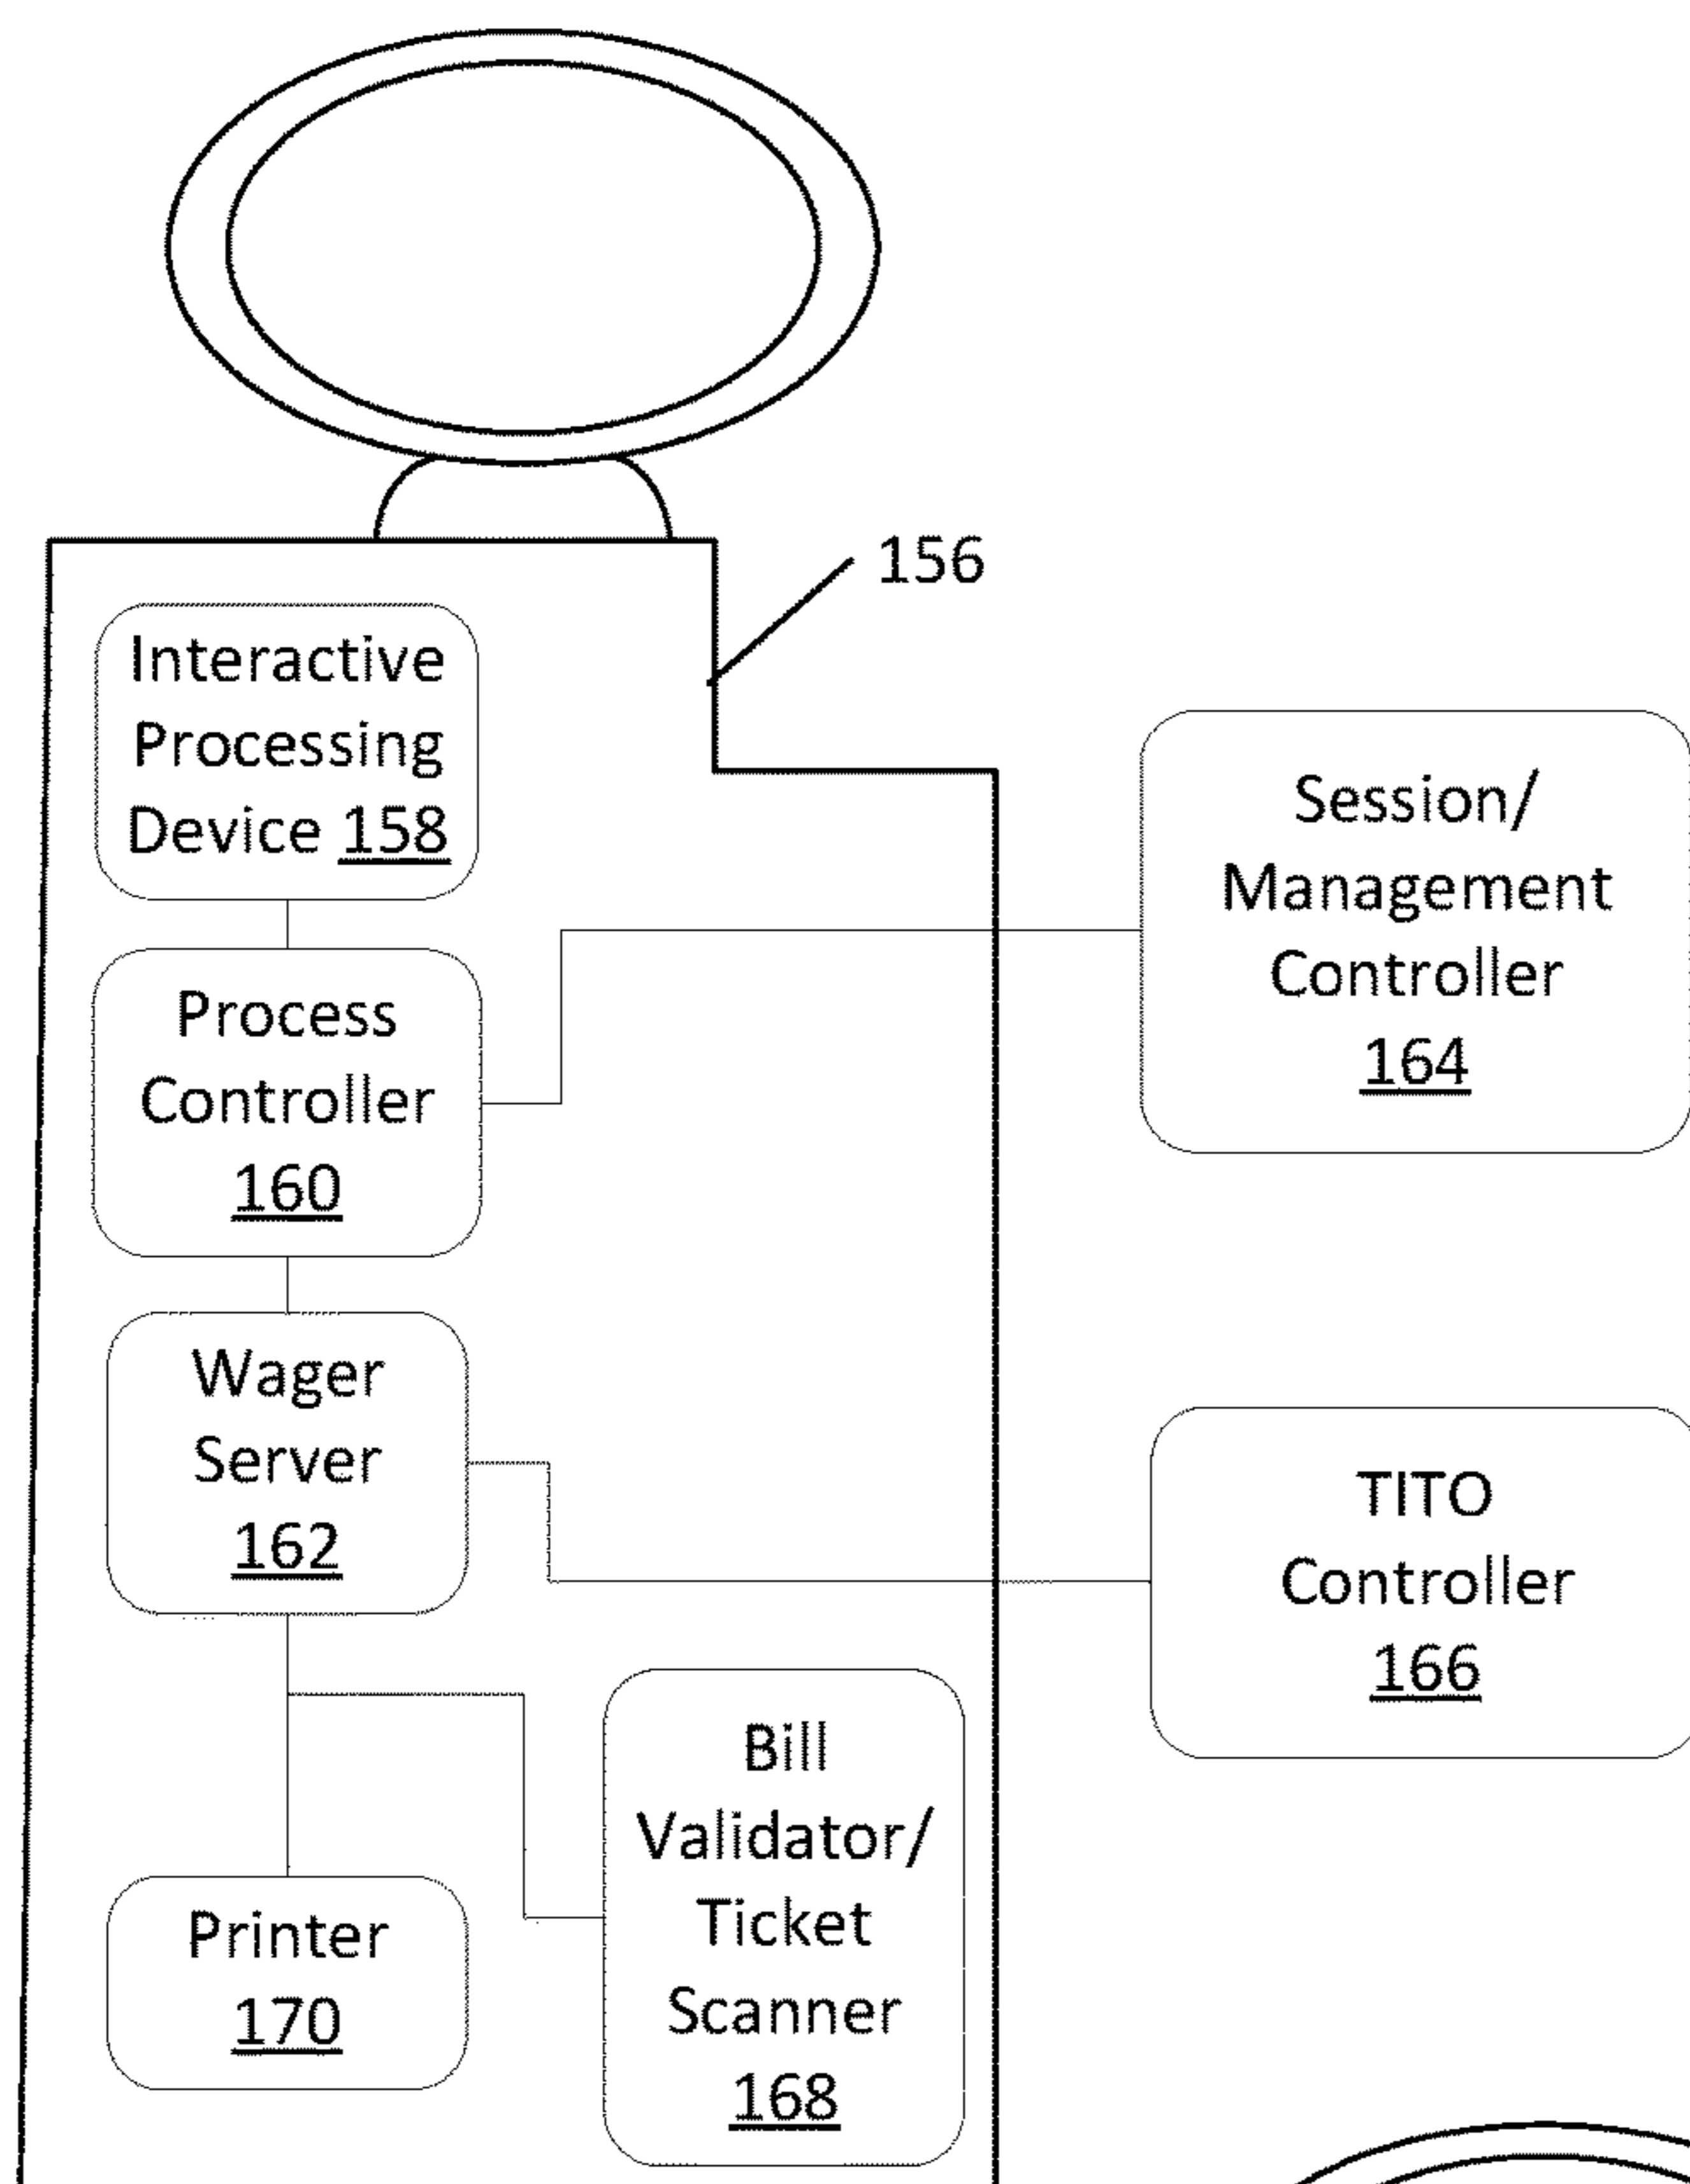 156
Interactive
Processing
Device 158
Session/
Management
Controller
164
Process
Controller
160
Wager
Server
162
TITO
Controller
166
Bill
Validator/
Ticket
Scanner
168
Printer
170